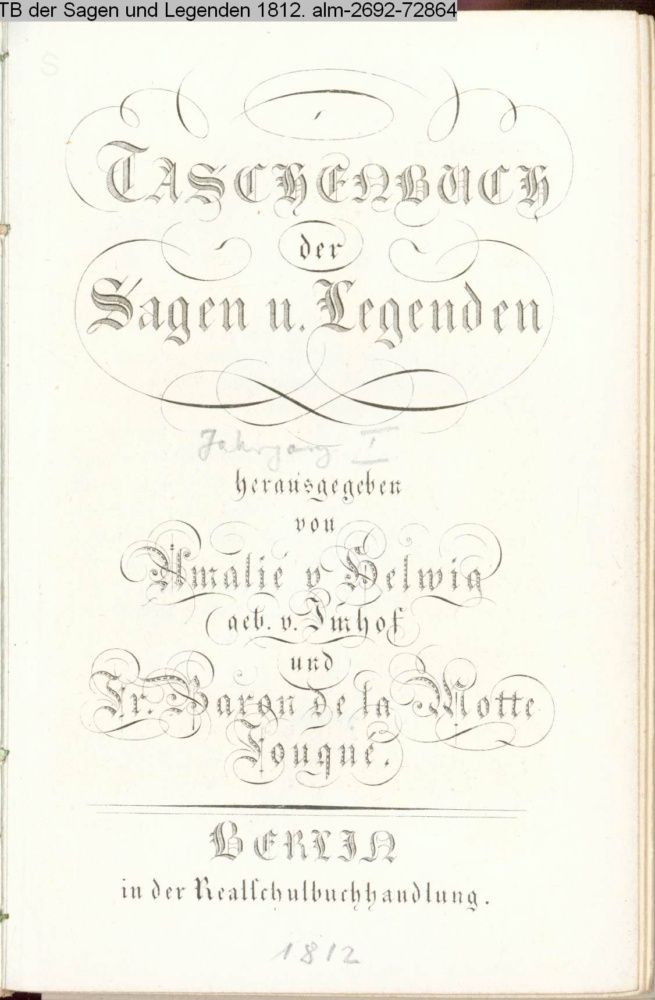 TB der Sagen und Legenden 1812. alm-2692-72864
TASCHENBUCH
der
Sagen u. Legenden
Jahrgang I
herausgegeben
von
Amalie v Helwig
(geb. v. Imhof
und
Fr. Baron de la Motte
Fouqué.
BERLIN
in der Realschulbuchhandlung.
1812